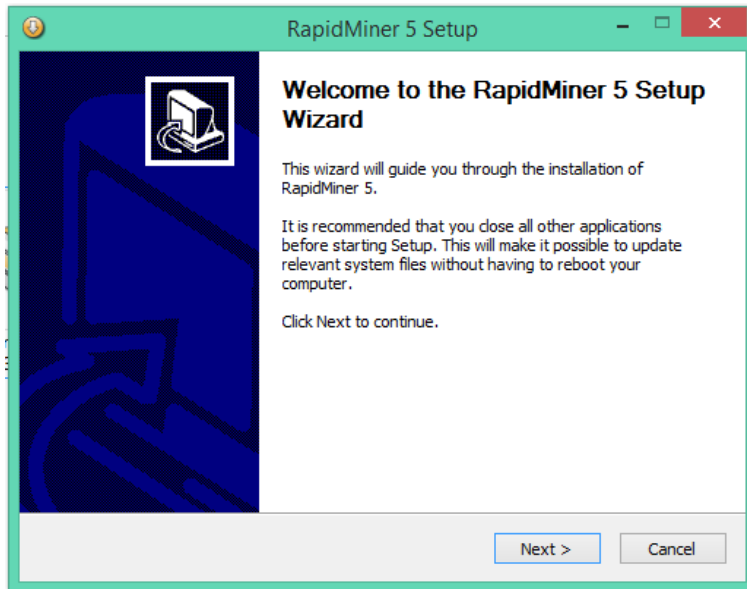 RapidMiner 5 Setup
Welcome to the RapidMiner 5 Setup
Wizard
This wizard will guide you through the installation of
RapidMiner 5.
It is recommended that you close all other applications
before starting Setup. This will make it possible to update
relevant system files without having to reboot your
computer.
Click Next to continue.
Next >
Cancel